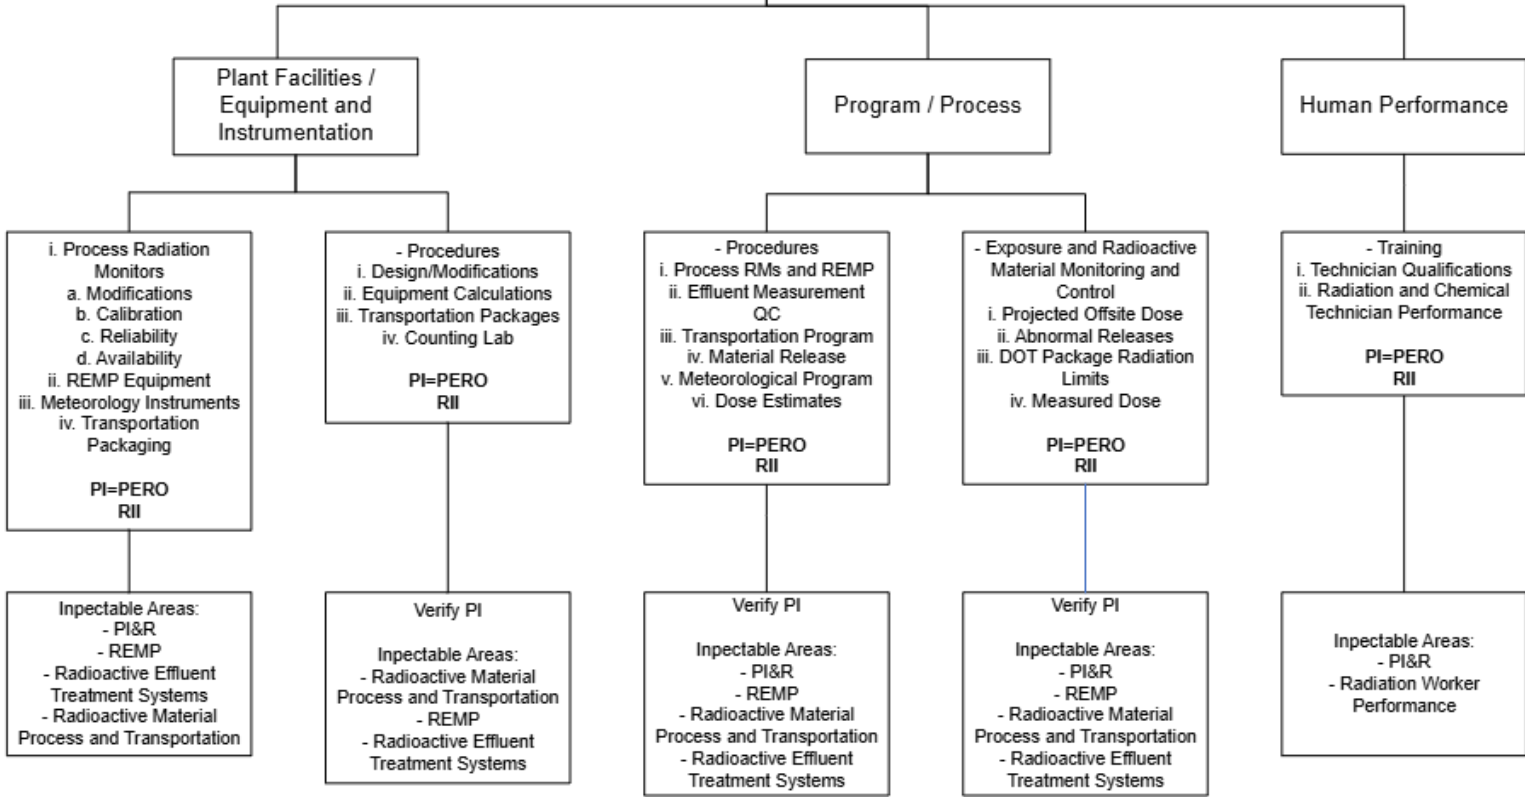 Plant Facilities /
Equipment and
Instrumentation
Program / Process
Human Performance
i. Process Radiation
Monitors
a. Modifications
b. Calibration
c. Reliability
d. Availability
ii. REMP Equipment
iii. Meteorology Instruments
iv. Transportation
Packaging
PI=PERO
RII
- Procedures
i. Design/Modifications
ii. Equipment Calculations
iii. Transportation Packages
iv. Counting Lab
PI=PERO
RII
- Procedures
i. Process RMs and REMP
ii. Effluent Measurement
QC
iii. Transportation Program
iv. Material Release
v. Meteorological Program
vi. Dose Estimates
PI=PERO
RII
- Exposure and Radioactive
Material Monitoring and
Control
i. Projected Offsite Dose
ii. Abnormal Releases
iii. DOT Package Radiation
Limits
iv. Measured Dose
PI=PERO
RII
- Training
i. Technician Qualifications
ii. Radiation and Chemical
Technician Performance
PI=PERO
RII
Inpectable Areas:
- PI&R
- REMP
- Radioactive Effluent
Treatment Systems
- Radioactive Material
Process and Transportation
Verify PI
Inpectable Areas:
- Radioactive Material
Process and Transportation
- REMP
- Radioactive Effluent
Treatment Systems
Verify PI
Inpectable Areas:
- PI&R
- REMP
- Radioactive Material
Process and Transportation
- Radioactive Effluent
Treatment Systems
Verify PI
Inpectable Areas:
- PI&R
- REMP
- Radioactive Material
Process and Transportation
- Radioactive Effluent
Treatment Systems
Inpectable Areas:
- PI&R
- Radiation Worker
Performance